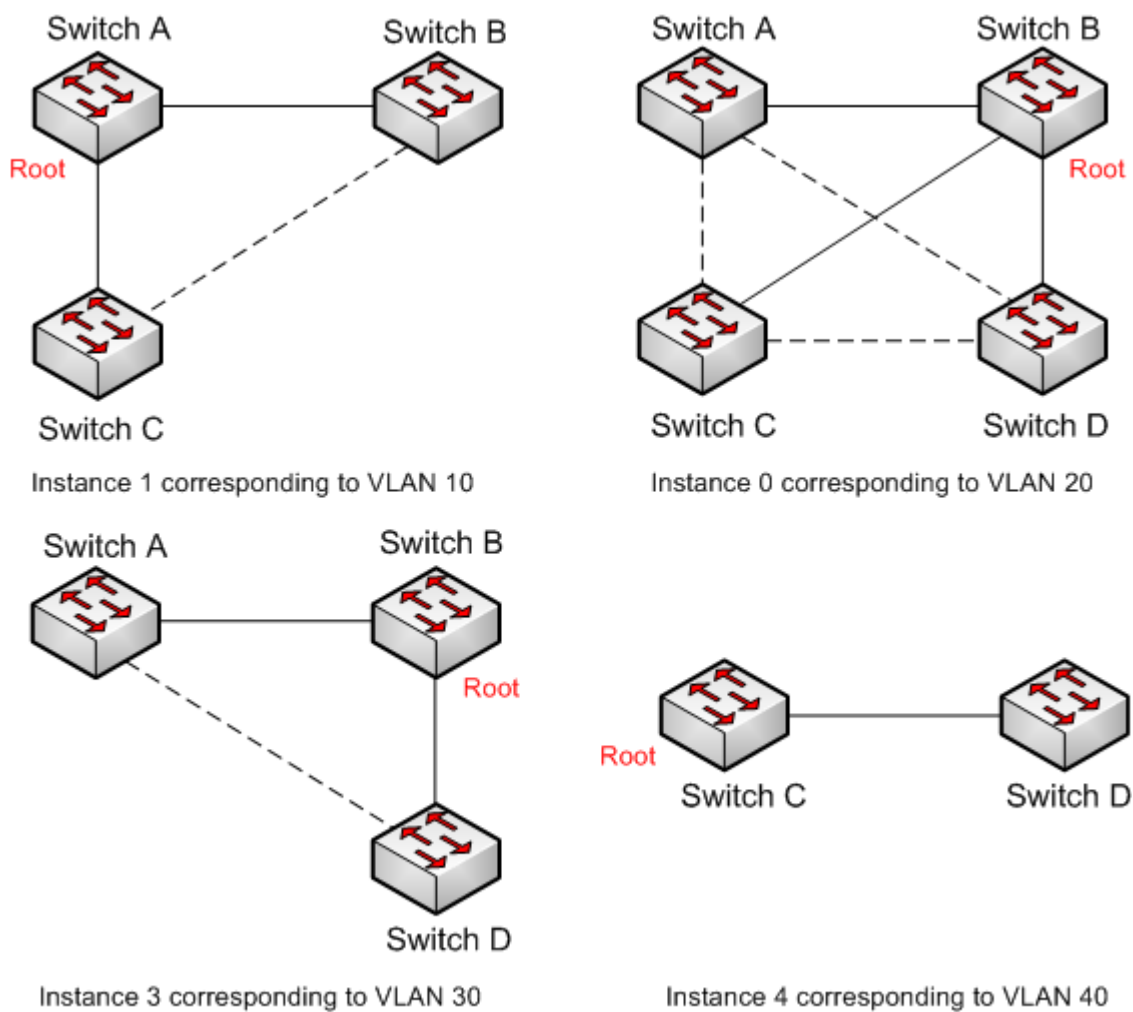 Switch A
Switch B
Root
Switch C
Instance 1 corresponding to VLAN 10
Switch A
Switch B
Root
Switch C
Switch D
Instance 0 corresponding to VLAN 20
Switch A
Switch B
Root
Switch D
Instance 3 corresponding to VLAN 30
Root
Switch C
Switch D
Instance 4 corresponding to VLAN 40